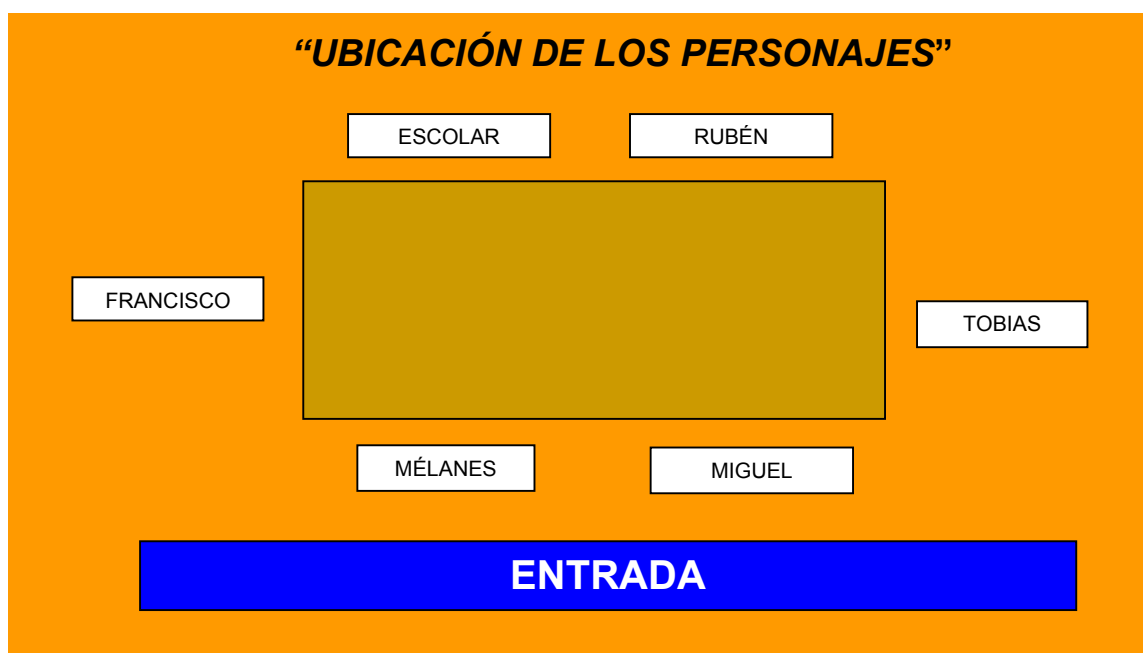 “UBICACIÓN DE LOS PERSONAJES”
ESCOLAR
RUBÉN
FRANCISCO
TOBIAS
MÉLANES
MIGUEL
ENTRADA